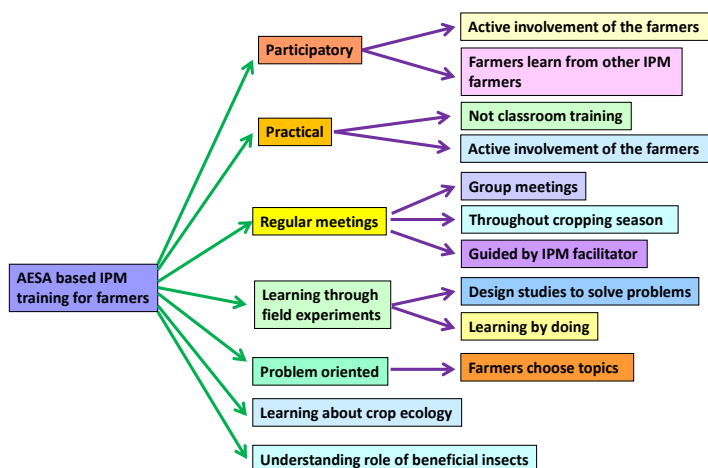 AESA based IPM
training for farmers
Participatory
Active involvement of the farmers
Farmers learn from other IPM
farmers
Practical
Not classroom training
Active involvement of the farmers
Regular meetings
Group meetings
Throughout cropping season
Guided by IPM facilitator
Learning through
field experiments
Design studies to solve problems
Learning by doing
Problem oriented
Farmers choose topics
Learning about crop ecology
Understanding role of beneficial insects